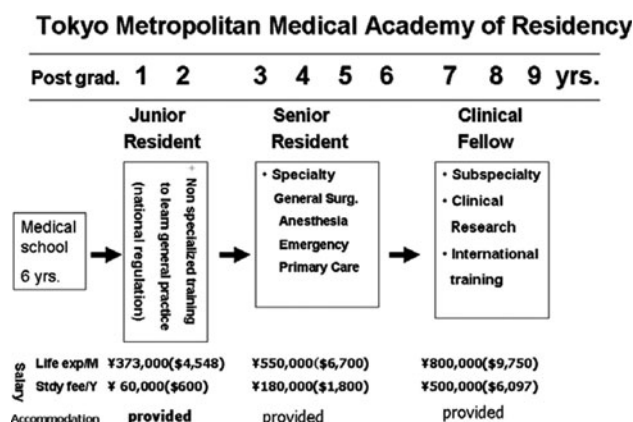 Tokyo Metropolitan Medical Academy of Residency
Post grad. 1 2 3 4 5 6 7 8 9 yrs.
Junior Resident
Senior Resident
Clinical Fellow
Medical
school
6 yrs.
+ Non specialized training
to learn general practice
(national regulation)
• Specialty
General Surg.
Anesthesia
Emergency
Primary Care
• Subspecialty
• Clinical
Research
• International
training
Salary
Life exp/M ¥373,000($4,548) ¥550,000($6,700) ¥800,000($9,750)
Stdy fee/Y ¥ 60,000($600) ¥180,000($1,800) ¥500,000($6,097)
Accommodation provided provided provided